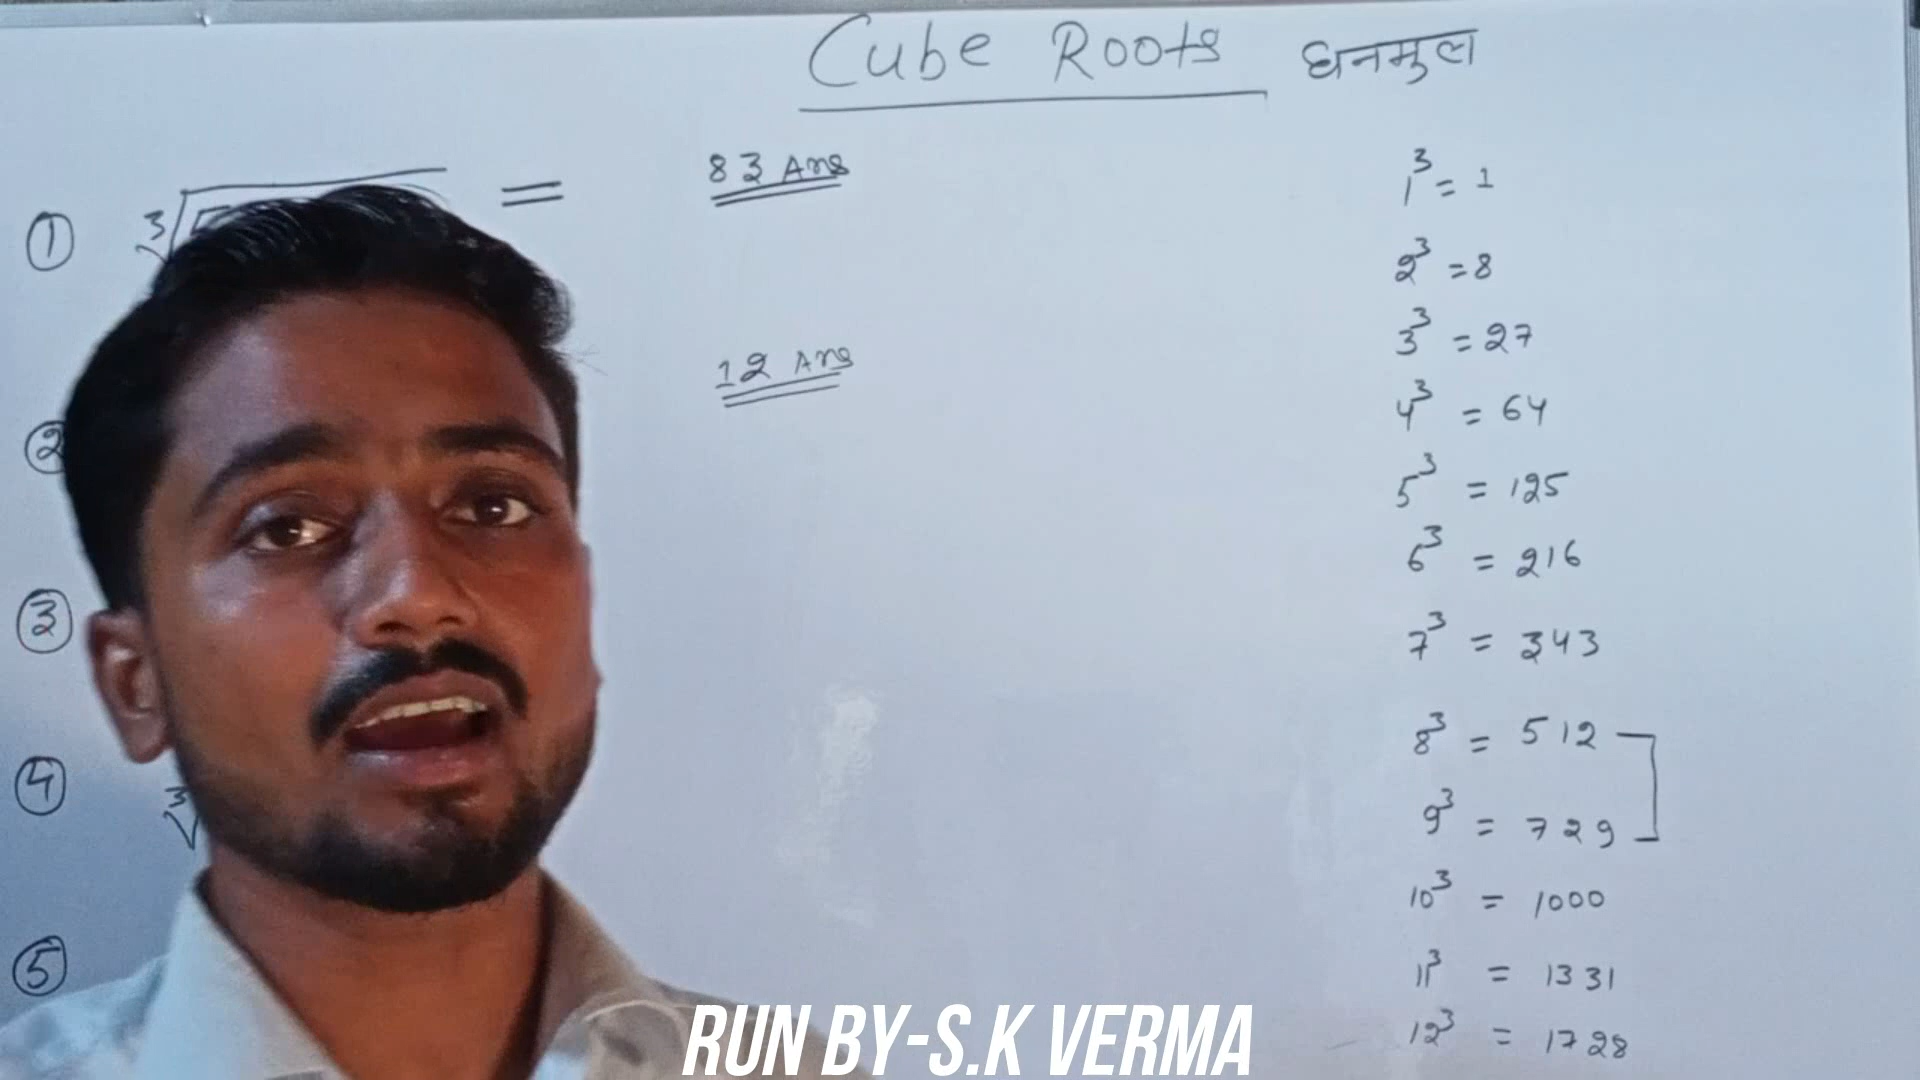 Cube Roots घनमुल
① ∛ = 83 Ans
② 12 Ans
③
④ ∛
⑤
1³ = 1
2³ = 8
3³ = 27
4³ = 64
5³ = 125
6³ = 216
7³ = 343
8³ = 512
9³ = 729
10³ = 1000
11³ = 1331
12³ = 1728
RUN BY-S.K VERMA